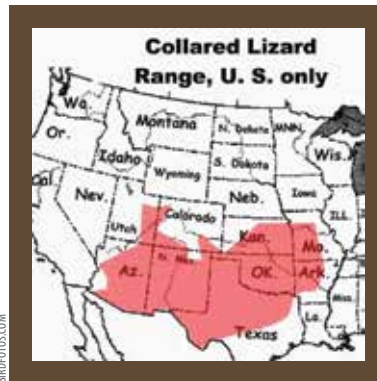 Collared Lizard
Range, U. S. only
Wa.
Montana
N. Dakota
MNN.
Or.
Idaho
S. Dakota
Wis.
Wyoming
Cal
Nev.
Neb.
Iowa
ILL.
Utah
Colorado
Kan.
Mo.
Az.
N. Mex.
OK.
Ark.
Miss.
La.
Texas